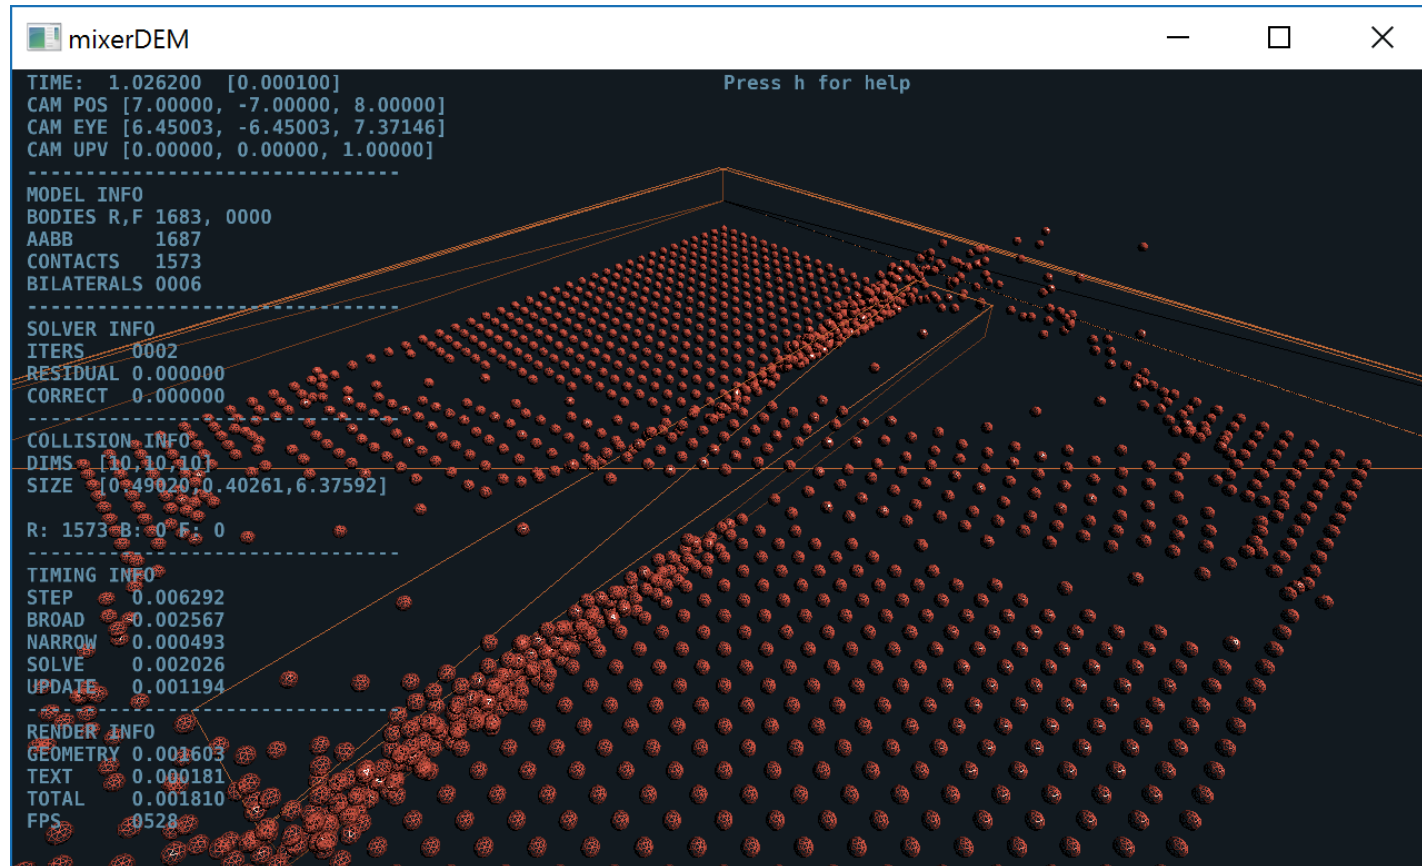 mixerDEM
TIME:  1.026200  [0.000100]
Press h for help
CAM POS [7.00000, -7.00000, 8.00000]
CAM EYE [6.45003, -6.45003, 7.37146]
CAM UPV [0.00000, 0.00000, 1.00000]
--------------------------------
MODEL INFO
BODIES R,F 1683, 0000
AABB       1687
CONTACTS   1573
BILATERALS 0006
--------------------------------
SOLVER INFO
ITERS    0002
RESIDUAL 0.000000
CORRECT  0.000000
--------------------------------
COLLISION INFO
DIMS  [10,10,10]
SIZE  [0.49020,0.40261,6.37592]
R: 1573 B: 0 F: 0
--------------------------------
TIMING INFO
STEP     0.006292
BROAD    0.002567
NARROW   0.000493
SOLVE    0.002026
UPDATE   0.001194
--------------------------------
RENDER INFO
GEOMETRY 0.001603
TEXT     0.000181
TOTAL    0.001810
FPS      0528